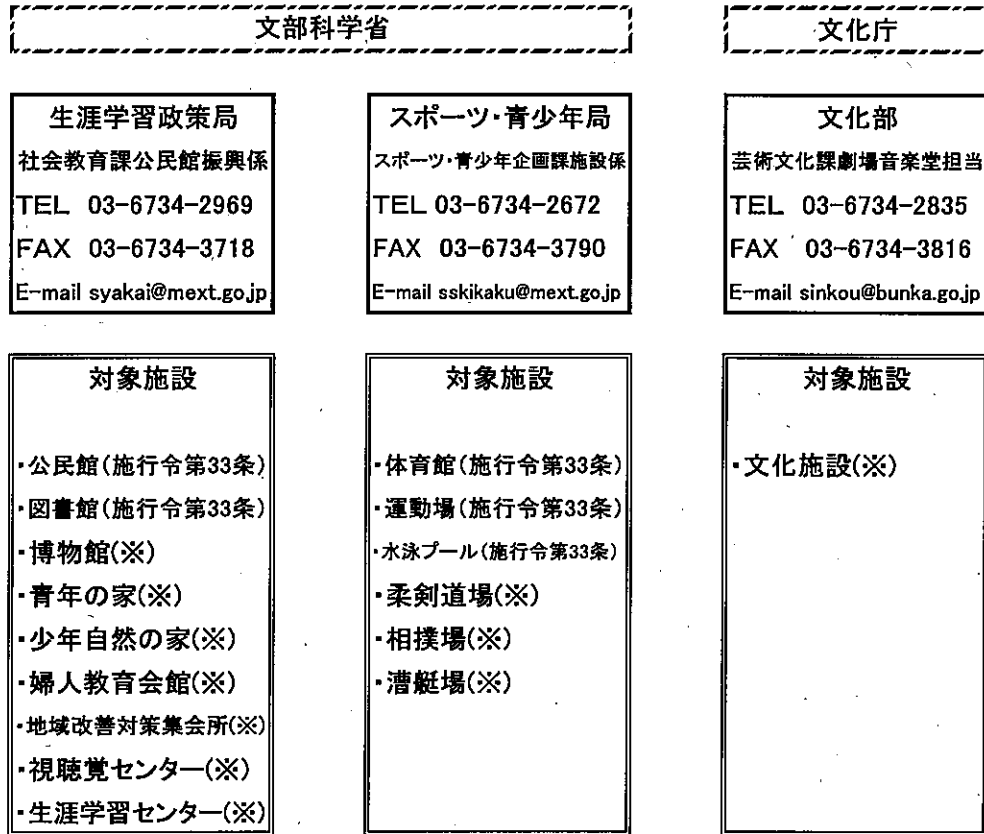 文部科学省
文化庁
生涯学習政策局
社会教育課公民館振興係
TEL 03-6734-2969
FAX 03-6734-3718
E-mail syakai@mext.go.jp
スポーツ・青少年局
スポーツ・青少年企画課施設係
TEL 03-6734-2672
FAX 03-6734-3790
E-mail sskikaku@mext.go.jp
文化部
芸術文化課劇場音楽堂担当
TEL 03-6734-2835
FAX 03-6734-3816
E-mail sinkou@bunka.go.jp
対象施設
・公民館(施行令第33条)
・図書館(施行令第33条)
・博物館(※)
・青年の家(※)
・少年自然の家(※)
・婦人教育会館(※)
・地域改善対策集会所(※)
・視聴覚センター(※)
・生涯学習センター(※)
対象施設
・体育館(施行令第33条)
・運動場(施行令第33条)
・水泳プール(施行令第33条)
・柔剣道場(※)
・相撲場(※)
・漕艇場(※)
対象施設
・文化施設(※)